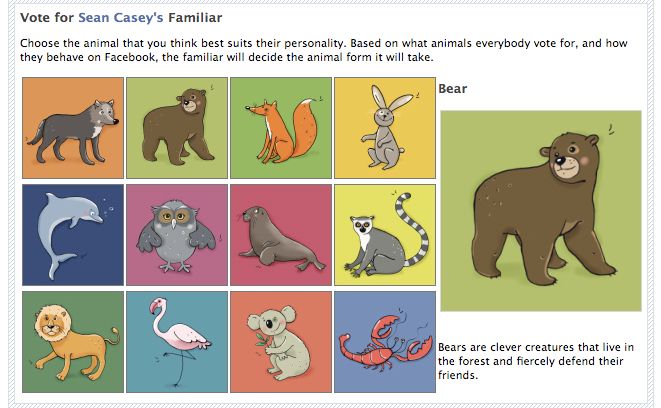 Vote for Sean Casey's Familiar
Choose the animal that you think best suits their personality. Based on what animals everybody vote for, and how
they behave on Facebook, the familiar will decide the animal form it will take.
Bear
Bears are clever creatures that live in
the forest and fiercely defend their
friends.